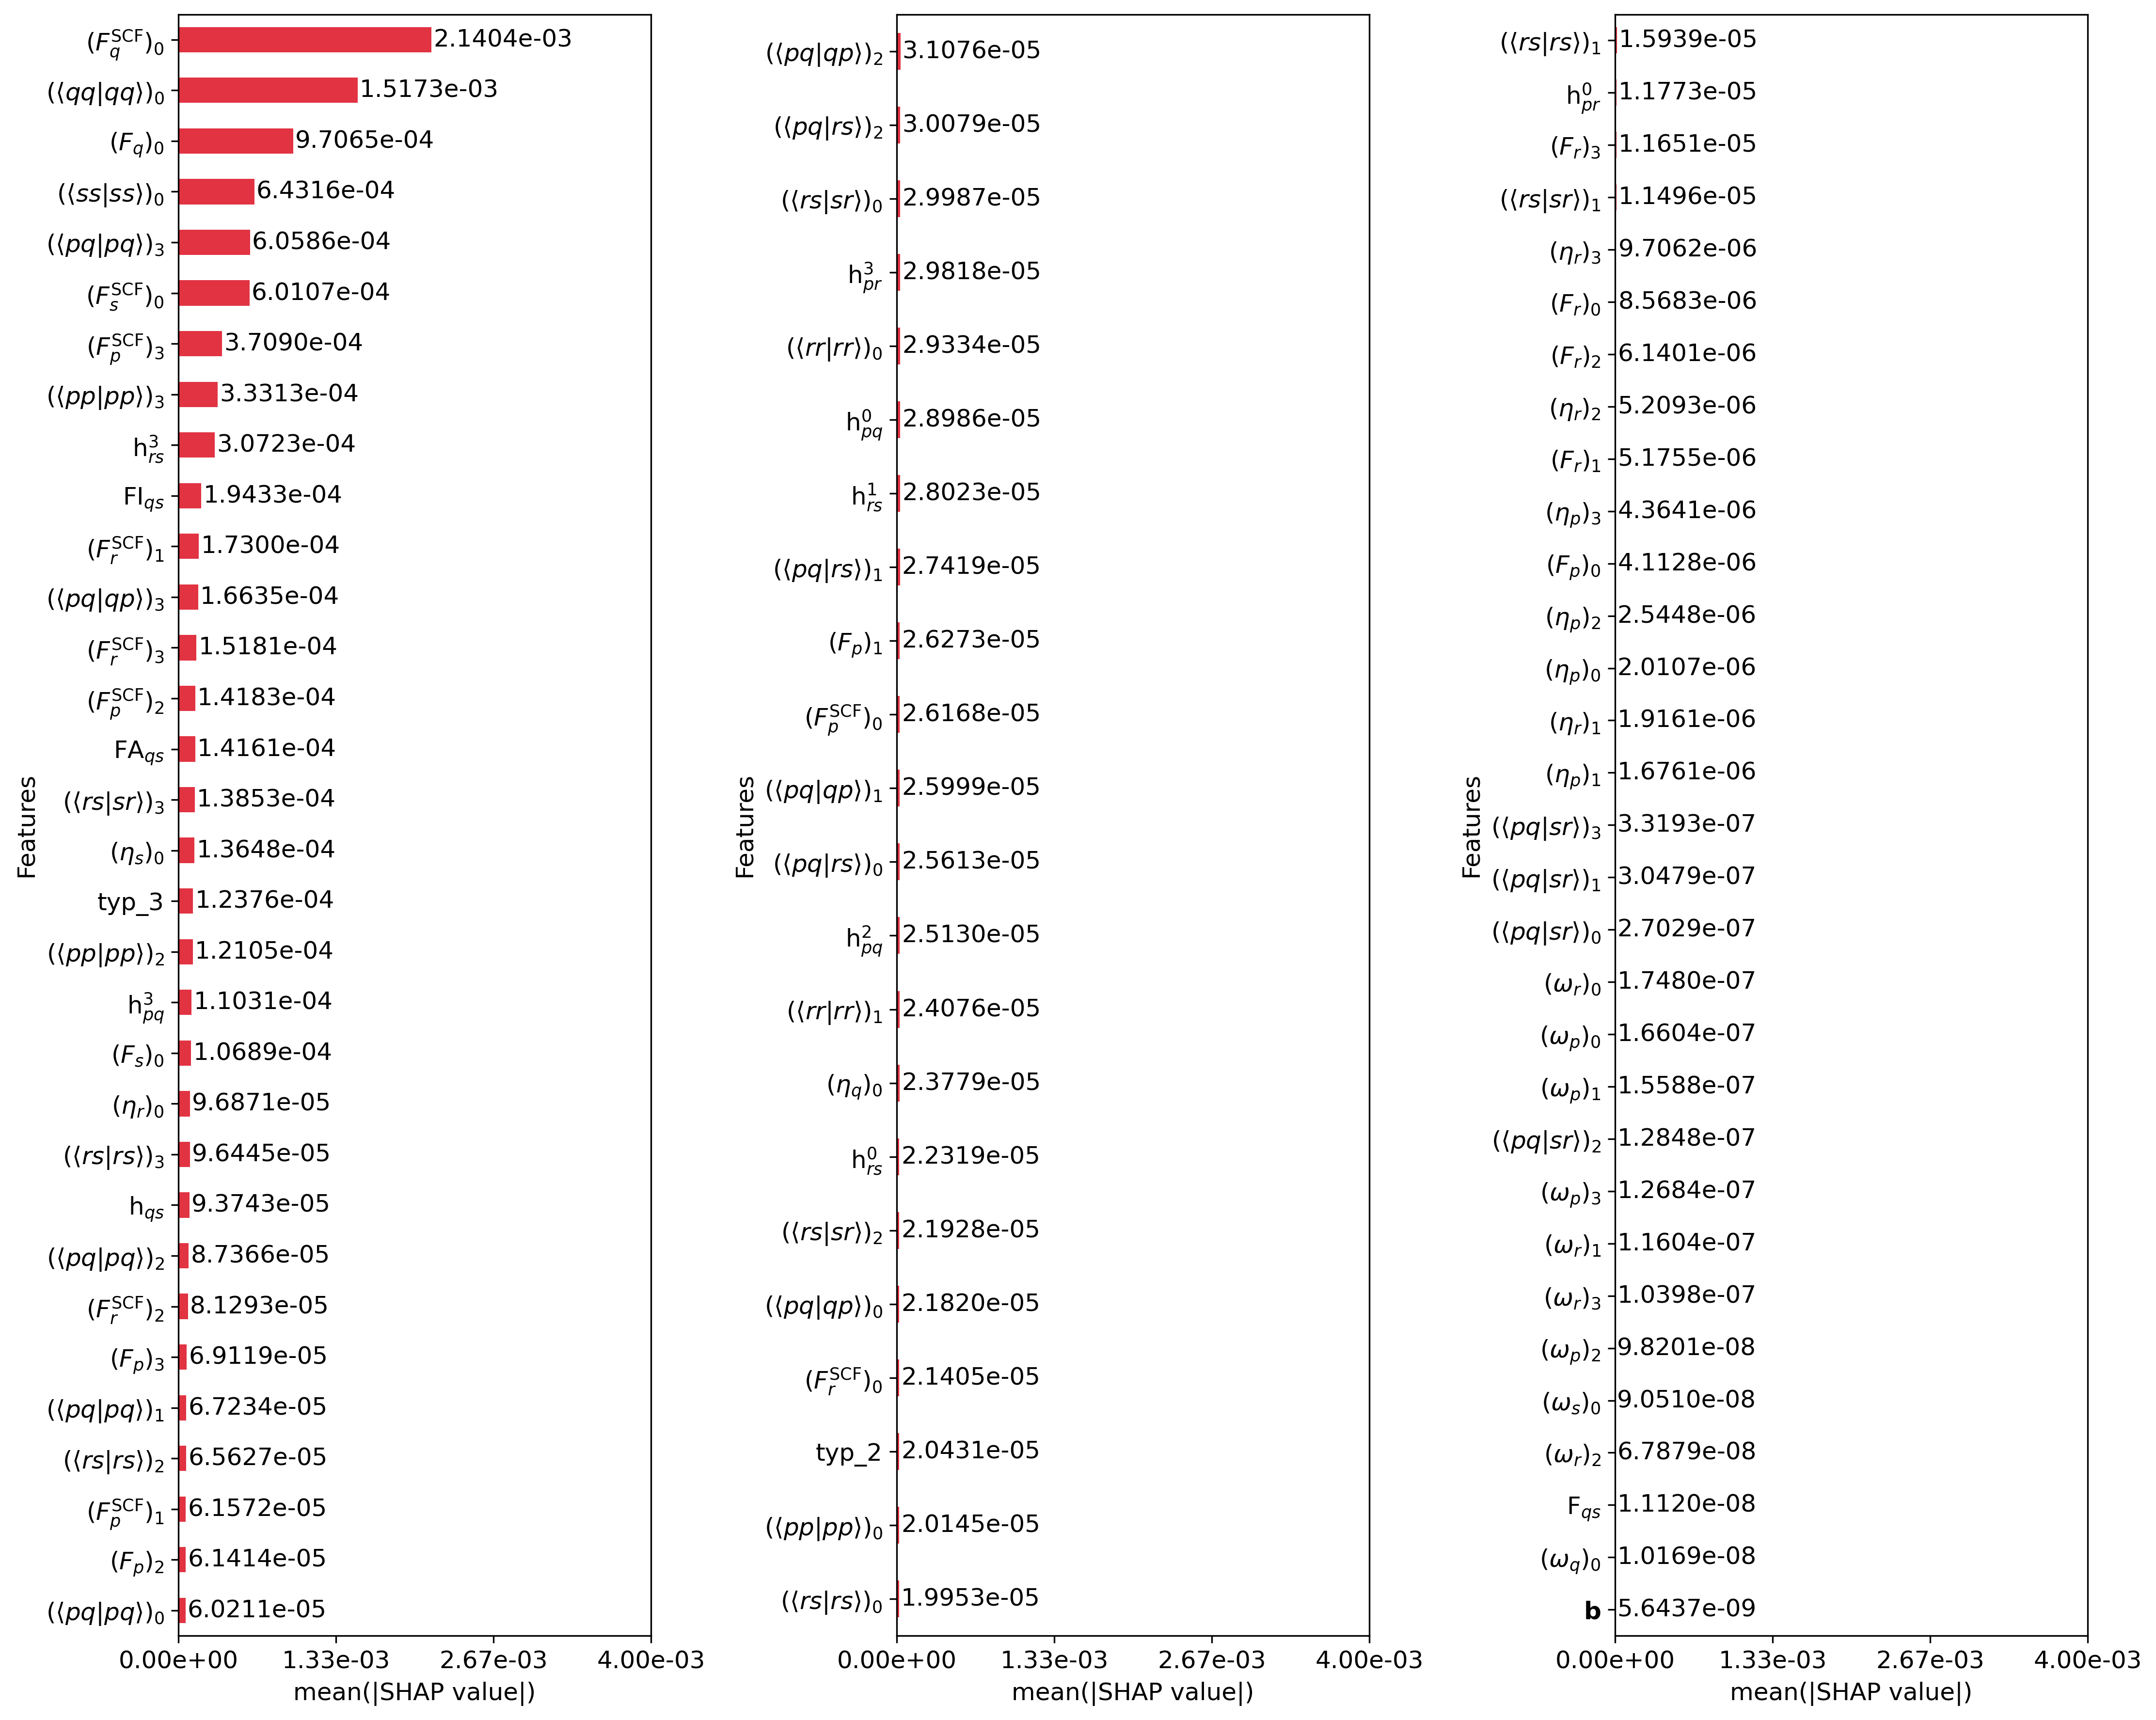 (F_q^SCF)_0 2.1404e-03
(⟨qq|qq⟩)_0 1.5173e-03
(F_q)_0 9.7065e-04
(⟨ss|ss⟩)_0 6.4316e-04
(⟨pq|pq⟩)_3 6.0586e-04
(F_s^SCF)_0 6.0107e-04
(F_p^SCF)_3 3.7090e-04
(⟨pp|pp⟩)_3 3.3313e-04
h_rs^3 3.0723e-04
FI_qs 1.9433e-04
(F_r^SCF)_1 1.7300e-04
(⟨pq|qp⟩)_3 1.6635e-04
(F_r^SCF)_3 1.5181e-04
(F_p^SCF)_2 1.4183e-04
FA_qs 1.4161e-04
(⟨rs|sr⟩)_3 1.3853e-04
(η_s)_0 1.3648e-04
typ_3 1.2376e-04
(⟨pp|pp⟩)_2 1.2105e-04
h_pq^3 1.1031e-04
(F_s)_0 1.0689e-04
(η_r)_0 9.6871e-05
(⟨rs|rs⟩)_3 9.6445e-05
h_qs 9.3743e-05
(⟨pq|pq⟩)_2 8.7366e-05
(F_r^SCF)_2 8.1293e-05
(F_p)_3 6.9119e-05
(⟨pq|pq⟩)_1 6.7234e-05
(⟨rs|rs⟩)_2 6.5627e-05
(F_p^SCF)_1 6.1572e-05
(F_p)_2 6.1414e-05
(⟨pq|pq⟩)_0 6.0211e-05
Features
0.00e+00 1.33e-03 2.67e-03 4.00e-03
mean(|SHAP value|)
(⟨pq|qp⟩)_2 3.1076e-05
(⟨pq|rs⟩)_2 3.0079e-05
(⟨rs|sr⟩)_0 2.9987e-05
h_pr^3 2.9818e-05
(⟨rr|rr⟩)_0 2.9334e-05
h_pq^0 2.8986e-05
h_rs^1 2.8023e-05
(⟨pq|rs⟩)_1 2.7419e-05
(F_p)_1 2.6273e-05
(F_p^SCF)_0 2.6168e-05
(⟨pq|qp⟩)_1 2.5999e-05
(⟨pq|rs⟩)_0 2.5613e-05
h_pq^2 2.5130e-05
(⟨rr|rr⟩)_1 2.4076e-05
(η_q)_0 2.3779e-05
h_rs^0 2.2319e-05
(⟨rs|sr⟩)_2 2.1928e-05
(⟨pq|qp⟩)_0 2.1820e-05
(F_r^SCF)_0 2.1405e-05
typ_2 2.0431e-05
(⟨pp|pp⟩)_0 2.0145e-05
(⟨rs|rs⟩)_0 1.9953e-05
Features
0.00e+00 1.33e-03 2.67e-03 4.00e-03
mean(|SHAP value|)
(⟨rs|rs⟩)_1 1.5939e-05
h_pr^0 1.1773e-05
(F_r)_3 1.1651e-05
(⟨rs|sr⟩)_1 1.1496e-05
(η_r)_3 9.7062e-06
(F_r)_0 8.5683e-06
(F_r)_2 6.1401e-06
(η_r)_2 5.2093e-06
(F_r)_1 5.1755e-06
(η_p)_3 4.3641e-06
(F_p)_0 4.1128e-06
(η_p)_2 2.5448e-06
(η_p)_0 2.0107e-06
(η_r)_1 1.9161e-06
(η_p)_1 1.6761e-06
(⟨pq|sr⟩)_3 3.3193e-07
(⟨pq|sr⟩)_1 3.0479e-07
(⟨pq|sr⟩)_0 2.7029e-07
(ω_r)_0 1.7480e-07
(ω_p)_0 1.6604e-07
(ω_p)_1 1.5588e-07
(⟨pq|sr⟩)_2 1.2848e-07
(ω_p)_3 1.2684e-07
(ω_r)_1 1.1604e-07
(ω_r)_3 1.0398e-07
(ω_p)_2 9.8201e-08
(ω_s)_0 9.0510e-08
(ω_r)_2 6.7879e-08
F_qs 1.1120e-08
(ω_q)_0 1.0169e-08
b 5.6437e-09
Features
0.00e+00 1.33e-03 2.67e-03 4.00e-03
mean(|SHAP value|)